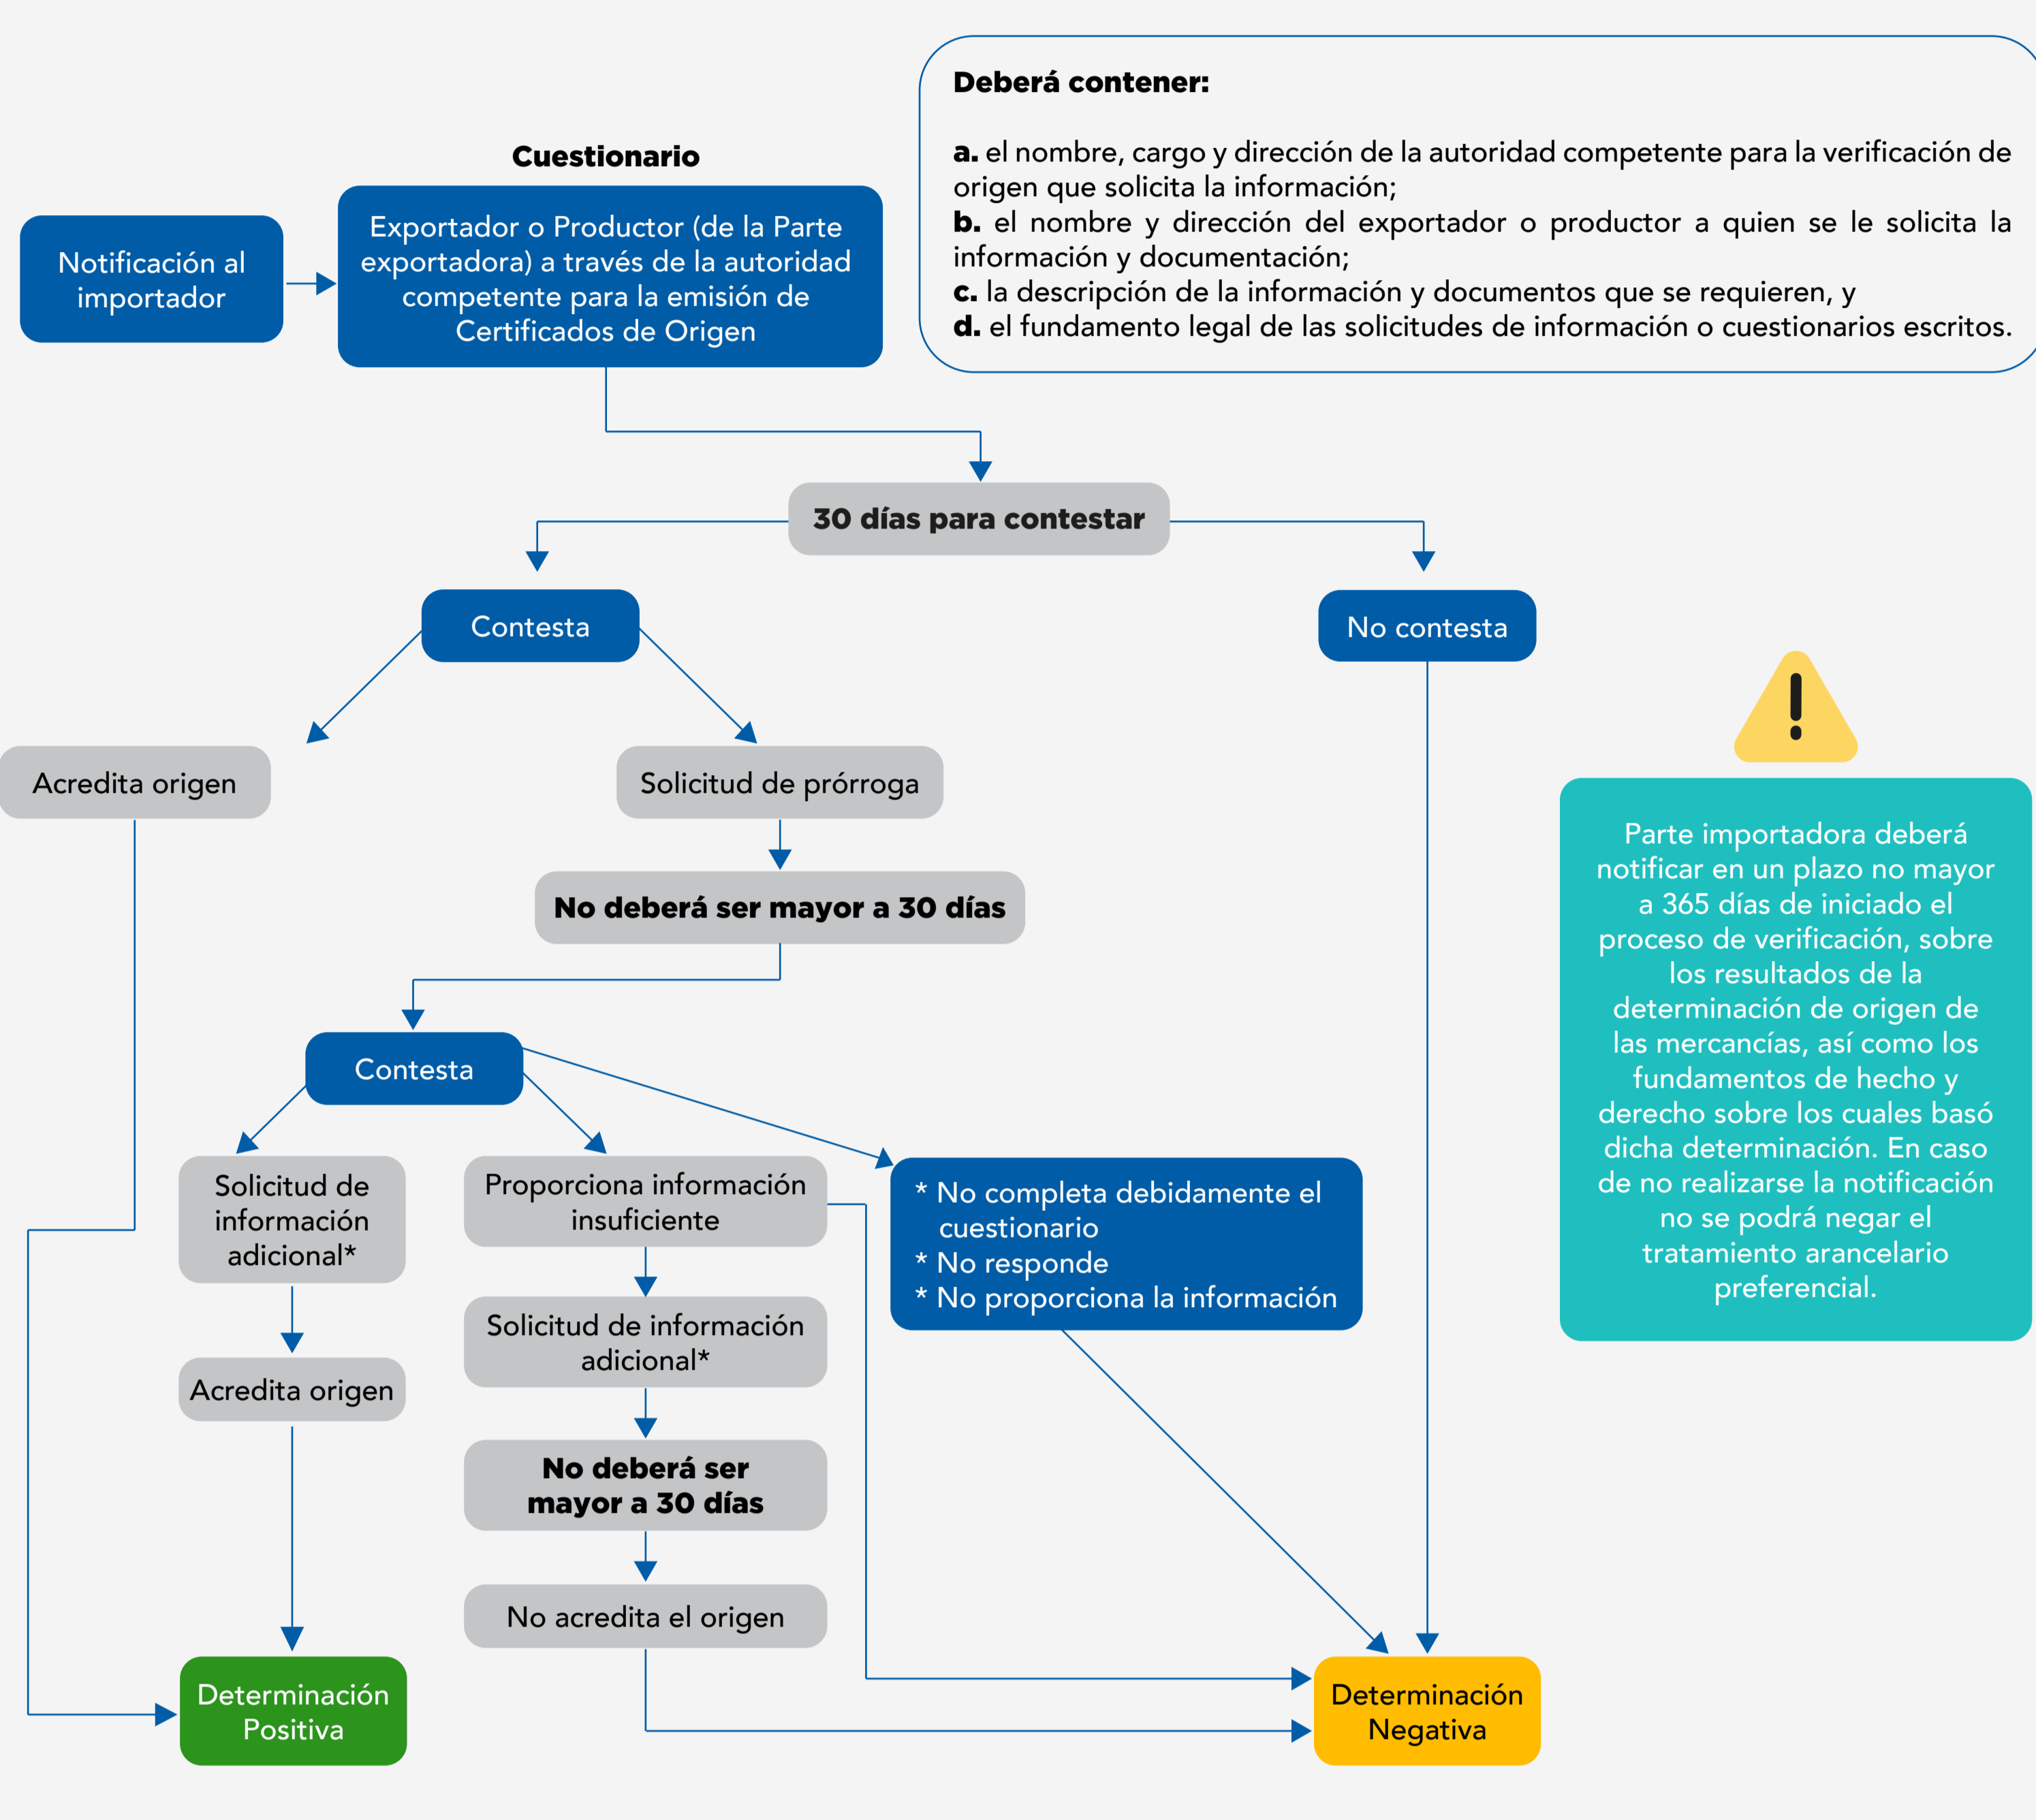 Deberá contener:
a. el nombre, cargo y dirección de la autoridad competente para la verificación de
origen que solicita la información;
b. el nombre y dirección del exportador o productor a quien se le solicita la
información y documentación;
c. la descripción de la información y documentos que se requieren, y
d. el fundamento legal de las solicitudes de información o cuestionarios escritos.
Cuestionario
Notificación al
importador
Exportador o Productor (de la Parte
exportadora) a través de la autoridad
competente para la emisión de
Certificados de Origen
30 días para contestar
Contesta
No contesta
Acredita origen
Solicitud de prórroga
No deberá ser mayor a 30 días
Parte importadora deberá
notificar en un plazo no mayor
a 365 días de iniciado el
proceso de verificación, sobre
los resultados de la
determinación de origen de
las mercancías, así como los
fundamentos de hecho y
derecho sobre los cuales basó
dicha determinación. En caso
de no realizarse la notificación
no se podrá negar el
tratamiento arancelario
preferencial.
Contesta
Solicitud de
información
adicional*
Proporciona información
insuficiente
* No completa debidamente el
cuestionario
* No responde
* No proporciona la información
Acredita origen
Solicitud de información
adicional*
No deberá ser
mayor a 30 días
No acredita el origen
Determinación
Positiva
Determinación
Negativa